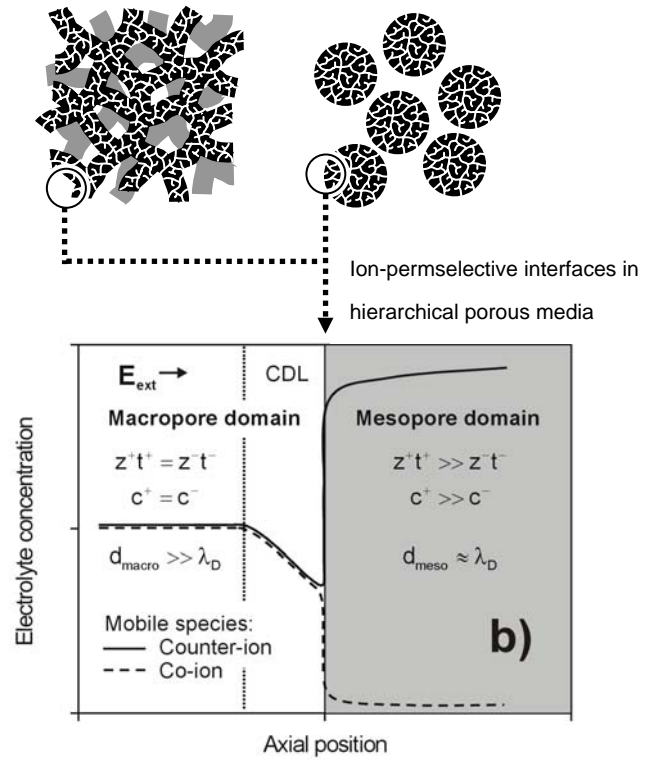 Ion-permselective interfaces in
hierarchical porous media
E_ext → CDL
Macropore domain Mesopore domain
z⁺t⁺ = z⁻t⁻ z⁺t⁺ >> z⁻t⁻
c⁺ = c⁻ c⁺ >> c⁻
d_macro >> λ_D d_meso ≈ λ_D
Mobile species:
Counter-ion
Co-ion
b)
Electrolyte concentration
Axial position